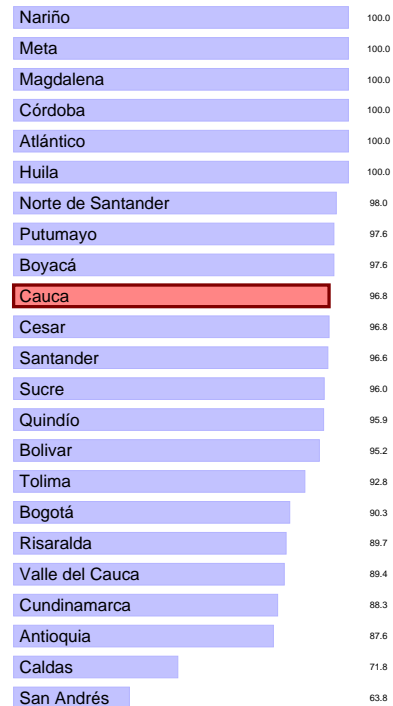 Nariño 100.0
Meta 100.0
Magdalena 100.0
Córdoba 100.0
Atlántico 100.0
Huila 100.0
Norte de Santander 98.0
Putumayo 97.6
Boyacá 97.6
Cauca 96.8
Cesar 96.8
Santander 96.6
Sucre 96.0
Quindío 95.9
Bolivar 95.2
Tolima 92.8
Bogotá 90.3
Risaralda 89.7
Valle del Cauca 89.4
Cundinamarca 88.3
Antioquia 87.6
Caldas 71.8
San Andrés 63.8